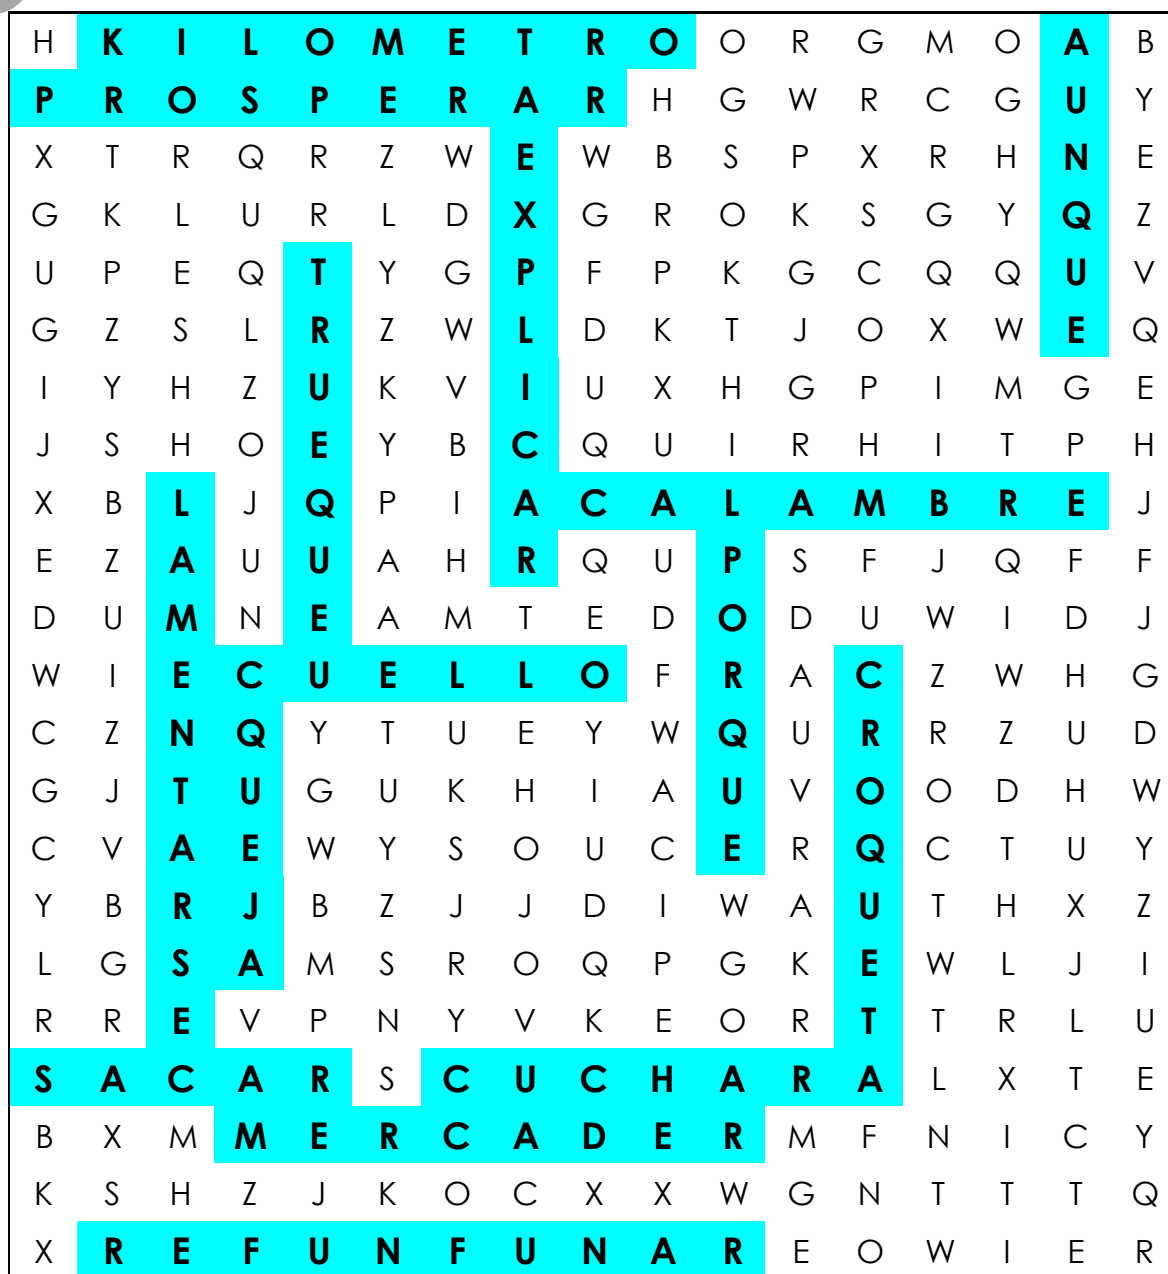 H K I L O M E T R O O R G M O A B
P R O S P E R A R H G W R C G U Y
X T R Q R Z W E W B S P X R H N E
G K L U R L D X G R O K S G Y Q Z
U P E Q T Y G P F P K G C Q Q U V
G Z S L R Z W L D K T J O X W E Q
I Y H Z U K V I U X H G P I M G E
J S H O E Y B C Q U I R H I T P H
X B L J Q P I A C A L A M B R E J
E Z A U U A H R Q U P S F J Q F F
D U M N E A M T E D O D U W I D J
W I E C U E L L O F R A C Z W H G
C Z N Q Y T U E Y W Q U R R Z U D
G J T U G U K H I A U V O O D H W
C V A E W Y S O U C E R Q C T U Y
Y B R J B Z J J D I W A U T H X Z
L G S A M S R O Q P G K E W L J I
R R E V P N Y V K E O R T T R L U
S A C A R S C U C H A R A L X T E
B X M M E R C A D E R M F N I C Y
K S H Z J K O C X X W G N T T T Q
X R E F U N F U N A R E O W I E R